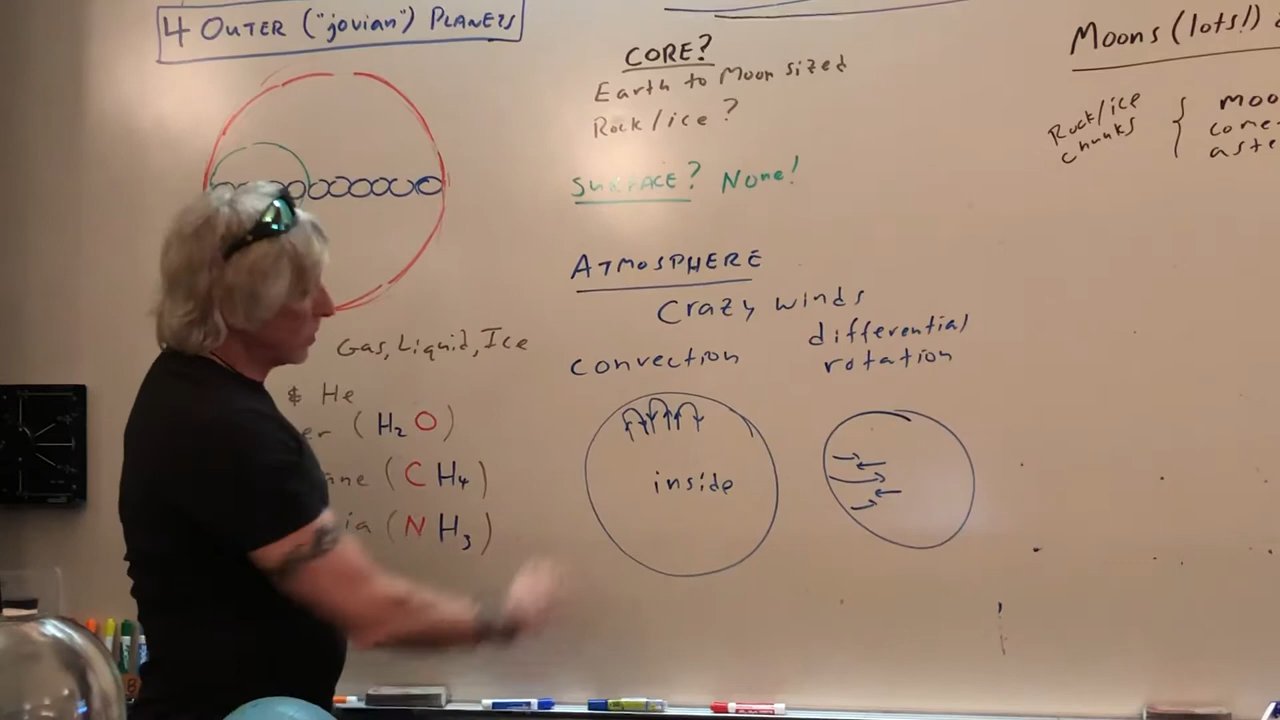 4 OUTER ("jovian") PLANETS
Gas, Liquid, Ice
& He
(H2O)
(CH4)
(NH3)
CORE?
Earth to Moon sized
Rock/ice?
SURFACE? None!
ATMOSPHERE
Crazy winds
convection
differential
rotation
inside
Moons (lots!)
Rock/ice
chunks